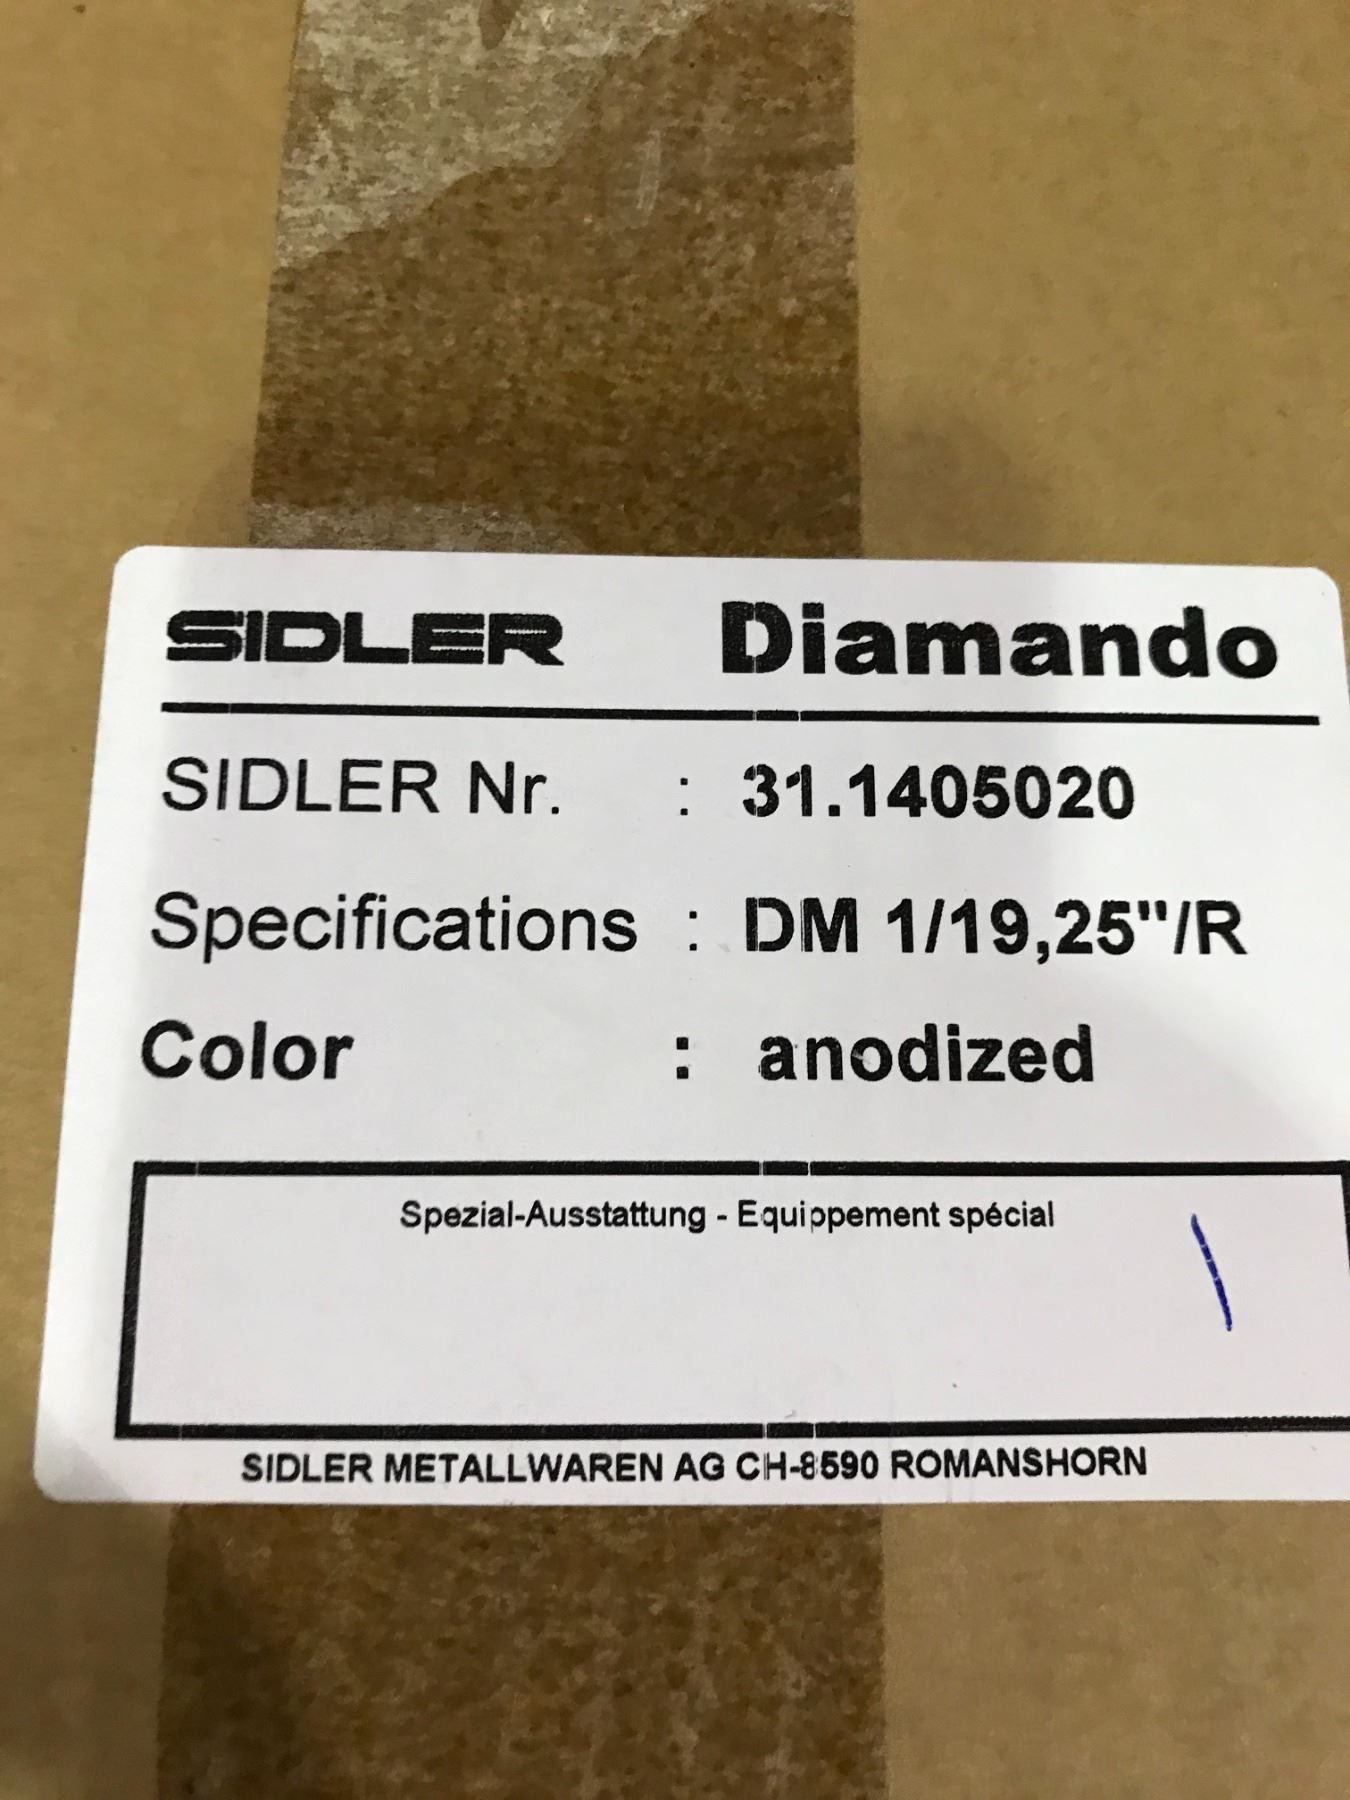 SIDLER Diamando
SIDLER Nr. : 31.1405020
Specifications : DM 1/19,25"/R
Color : anodized
Spezial-Ausstattung - Equippement spécial
SIDLER METALLWAREN AG CH-8590 ROMANSHORN